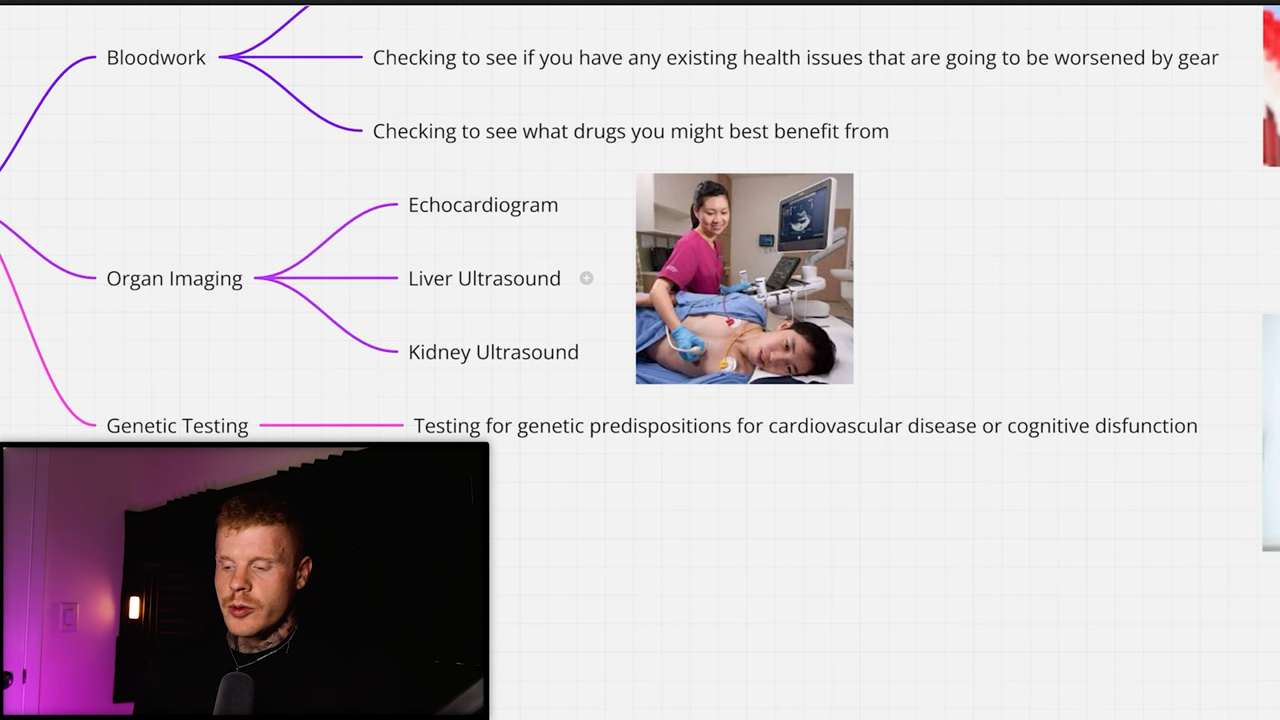 Bloodwork
Checking to see if you have any existing health issues that are going to be worsened by gear
Checking to see what drugs you might best benefit from
Organ Imaging
Echocardiogram
Liver Ultrasound
Kidney Ultrasound
Genetic Testing
Testing for genetic predispositions for cardiovascular disease or cognitive disfunction